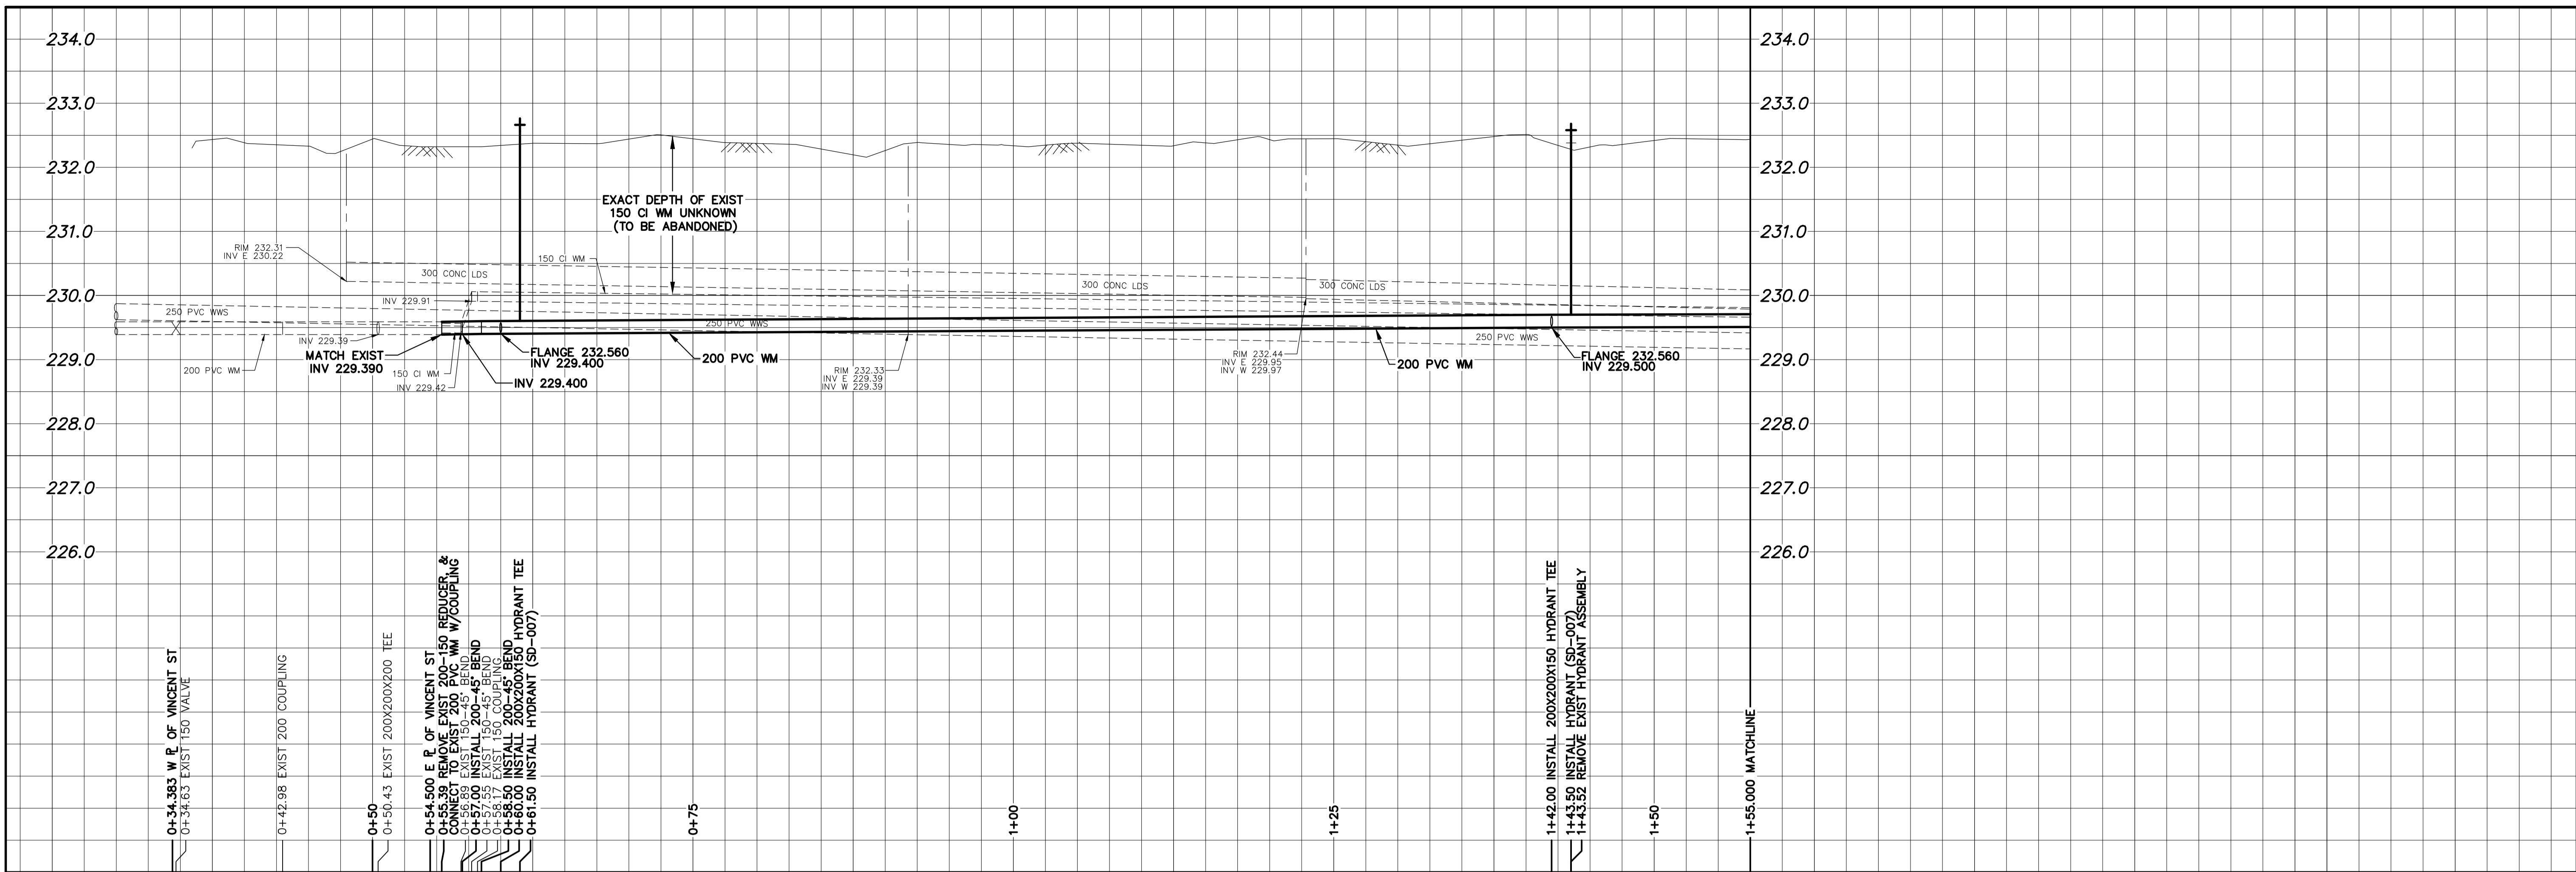 234.0
234.0
233.0
233.0
232.0
232.0
EXACT DEPTH OF EXIST
150 CI WM UNKNOWN
(TO BE ABANDONED)
231.0
231.0
RIM 232.31
INV E 230.22
150 CI WM
300 CONC LDS
300 CONC LDS
300 CONC LDS
230.0
230.0
INV 229.91
250 PVC WWS
250 PVC WWS
250 PVC WWS
INV 229.39
MATCH EXIST
INV 229.390
FLANGE 232.560
INV 229.400
229.0
200 PVC WM
200 PVC WM
150 CI WM
INV 229.42
INV 229.400
RIM 232.33
INV E 229.39
INV W 229.39
RIM 232.44
INV E 229.95
INV W 229.97
200 PVC WM
FLANGE 232.560
INV 229.500
229.0
228.0
228.0
227.0
227.0
226.0
226.0
0+34.383 W PL OF VINCENT ST
0+34.63 EXIST 150 VALVE
0+42.98 EXIST 200 COUPLING
0+50
0+50.43 EXIST 200X200X200 TEE
0+54.500 E PL OF VINCENT ST
0+55.39 REMOVE EXIST 200-150 REDUCER, &
CONNECT TO EXIST 200 PVC WM W/COUPLING
0+56.89 EXIST 150-45° BEND
0+57.00 INSTALL 200-45° BEND
0+57.55 EXIST 150-45° BEND
0+58.17 EXIST 150 COUPLING
0+58.50 INSTALL 200-45° BEND
0+60.00 INSTALL 200X200X150 HYDRANT TEE
0+61.50 INSTALL HYDRANT (SD-007)
0+75
1+00
1+25
1+42.00 INSTALL 200X200X150 HYDRANT TEE
1+43.50 INSTALL HYDRANT (SD-007)
1+43.52 REMOVE EXIST HYDRANT ASSEMBLY
1+50
1+55.000 MATCHLINE